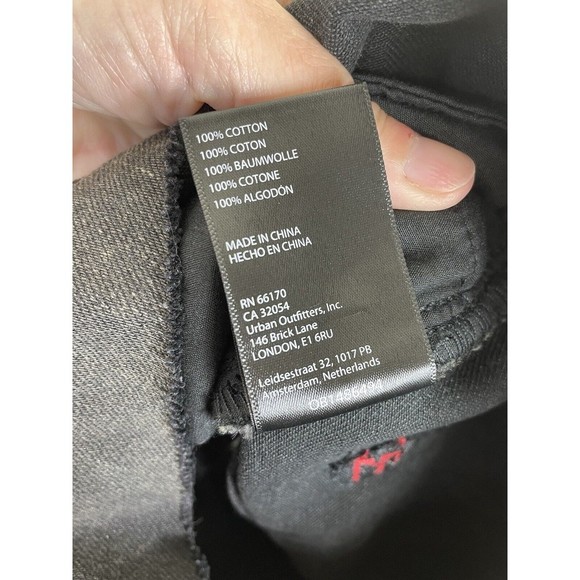 100% COTTON
100% COTON
100% BAUMWOLLE
100% COTONE
100% ALGODÓN
MADE IN CHINA
HECHO EN CHINA
RN 66170
CA 32054
Urban Outfitters, Inc.
146 Brick Lane
LONDON, E1 6RU
Leidsestraat 32, 1017 PB
Amsterdam, Netherlands